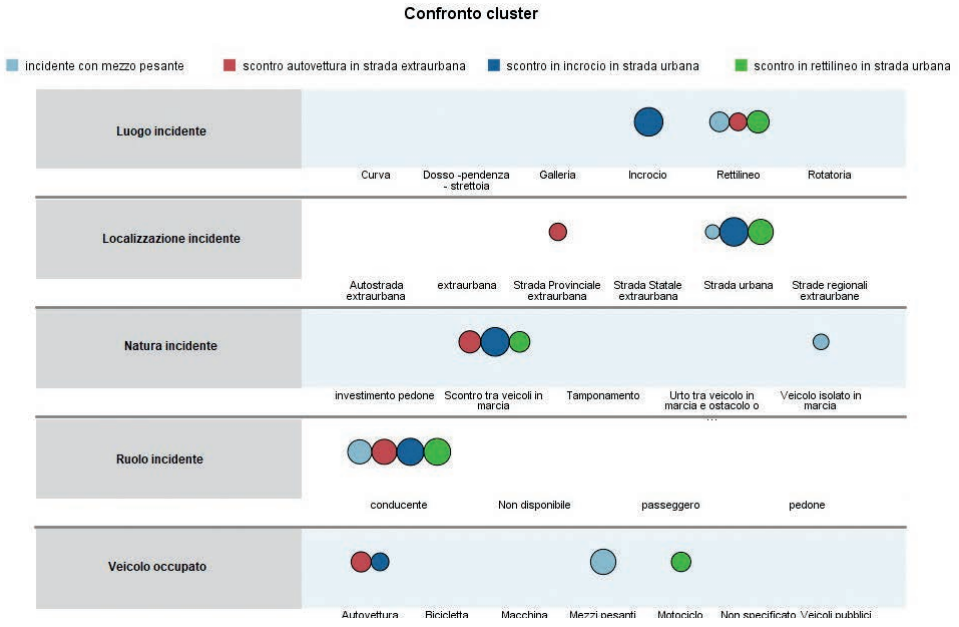 Confronto cluster
incidente con mezzo pesante scontro autovettura in strada extraurbana scontro in incrocio in strada urbana scontro in rettilineo in strada urbana
Luogo incidente
Curva Dosso -pendenza - strettoia Galleria Incrocio Rettilineo Rotatoria
Localizzazione incidente
Autostrada extraurbana extraurbana Strada Provinciale extraurbana Strada Statale extraurbana Strada urbana Strade regionali extraurbane
Natura incidente
investimento pedone Scontro tra veicoli in marcia Tamponamento Urto tra veicolo in marcia e ostacolo o ... Veicolo isolato in marcia
Ruolo incidente
conducente Non disponibile passeggero pedone
Veicolo occupato
Autovettura Bicicletta Macchina Mezzi pesanti Motociclo Non specificato Veicoli pubblici